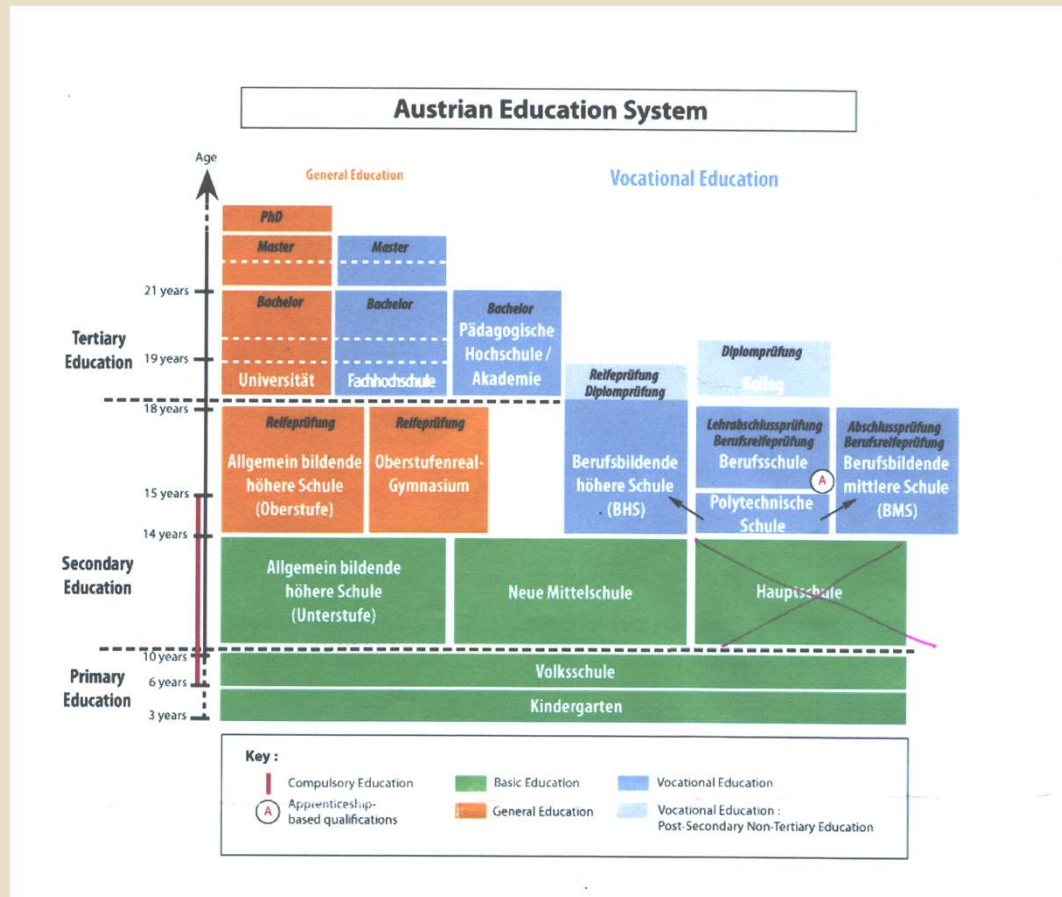 Austrian Education System
Age
General Education
Vocational Education
PhD
Master
Master
21 years
Bachelor
Bachelor
Bachelor
Pädagogische
Hochschule /
Akademie
Tertiary
Education
19 years
Universität
Fachhochschule
Reifeprüfung
Diplomprüfung
Diplomprüfung
Kolleg
18 years
Reifeprüfung
Allgemein bildende
höhere Schule
(Oberstufe)
Reifeprüfung
Oberstufenreal-
Gymnasium
Berufsbildende
höhere Schule
(BHS)
Lehrabschlussprüfung
Berufsreifeprüfung
Berufsschule
A
Polytechnische
Schule
Abschlussprüfung
Berufsreifeprüfung
Berufsbildende
mittlere Schule
(BMS)
15 years
14 years
Secondary
Education
Allgemein bildende
höhere Schule
(Unterstufe)
Neue Mittelschule
Hauptschule
10 years
Primary
Education
6 years
Volksschule
Kindergarten
3 years
Key :
Compulsory Education
Basic Education
Vocational Education
A
Apprenticeship-
based qualifications
General Education
Vocational Education :
Post-Secondary Non-Tertiary Education